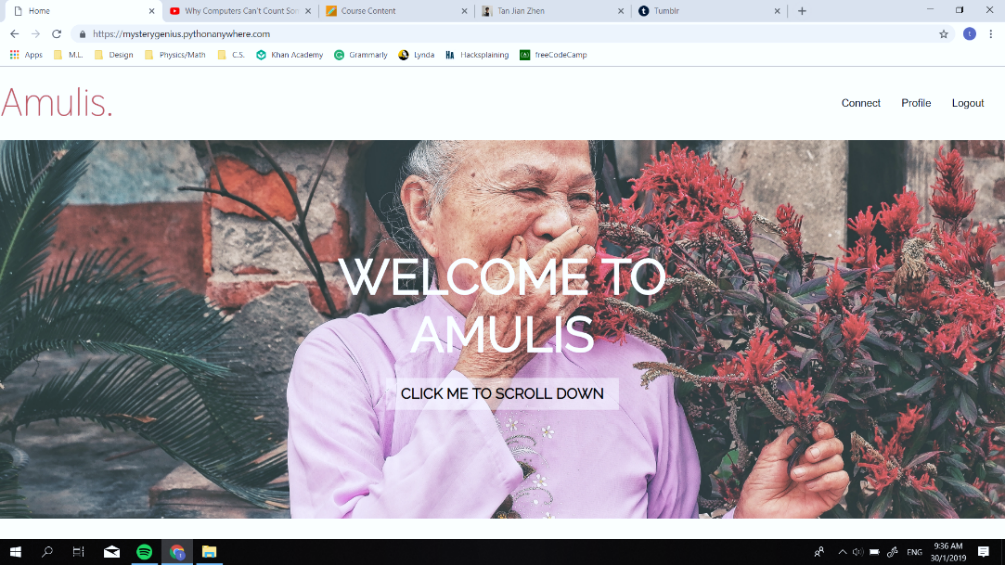 Home
Why Computers Can't Count Som
Course Content
Tan Jian Zhen
Tumblr
https://mysterygenius.pythonanywhere.com
Apps
M.L.
Design
Physics/Math
C.S.
Khan Academy
Grammarly
Lynda
HA
Hacksplaining
freeCodeCamp
Amulis.
Connect
Profile
Logout
WELCOME TO
AMULIS
CLICK ME TO SCROLL DOWN
ENG
9:36 AM
30/1/2019